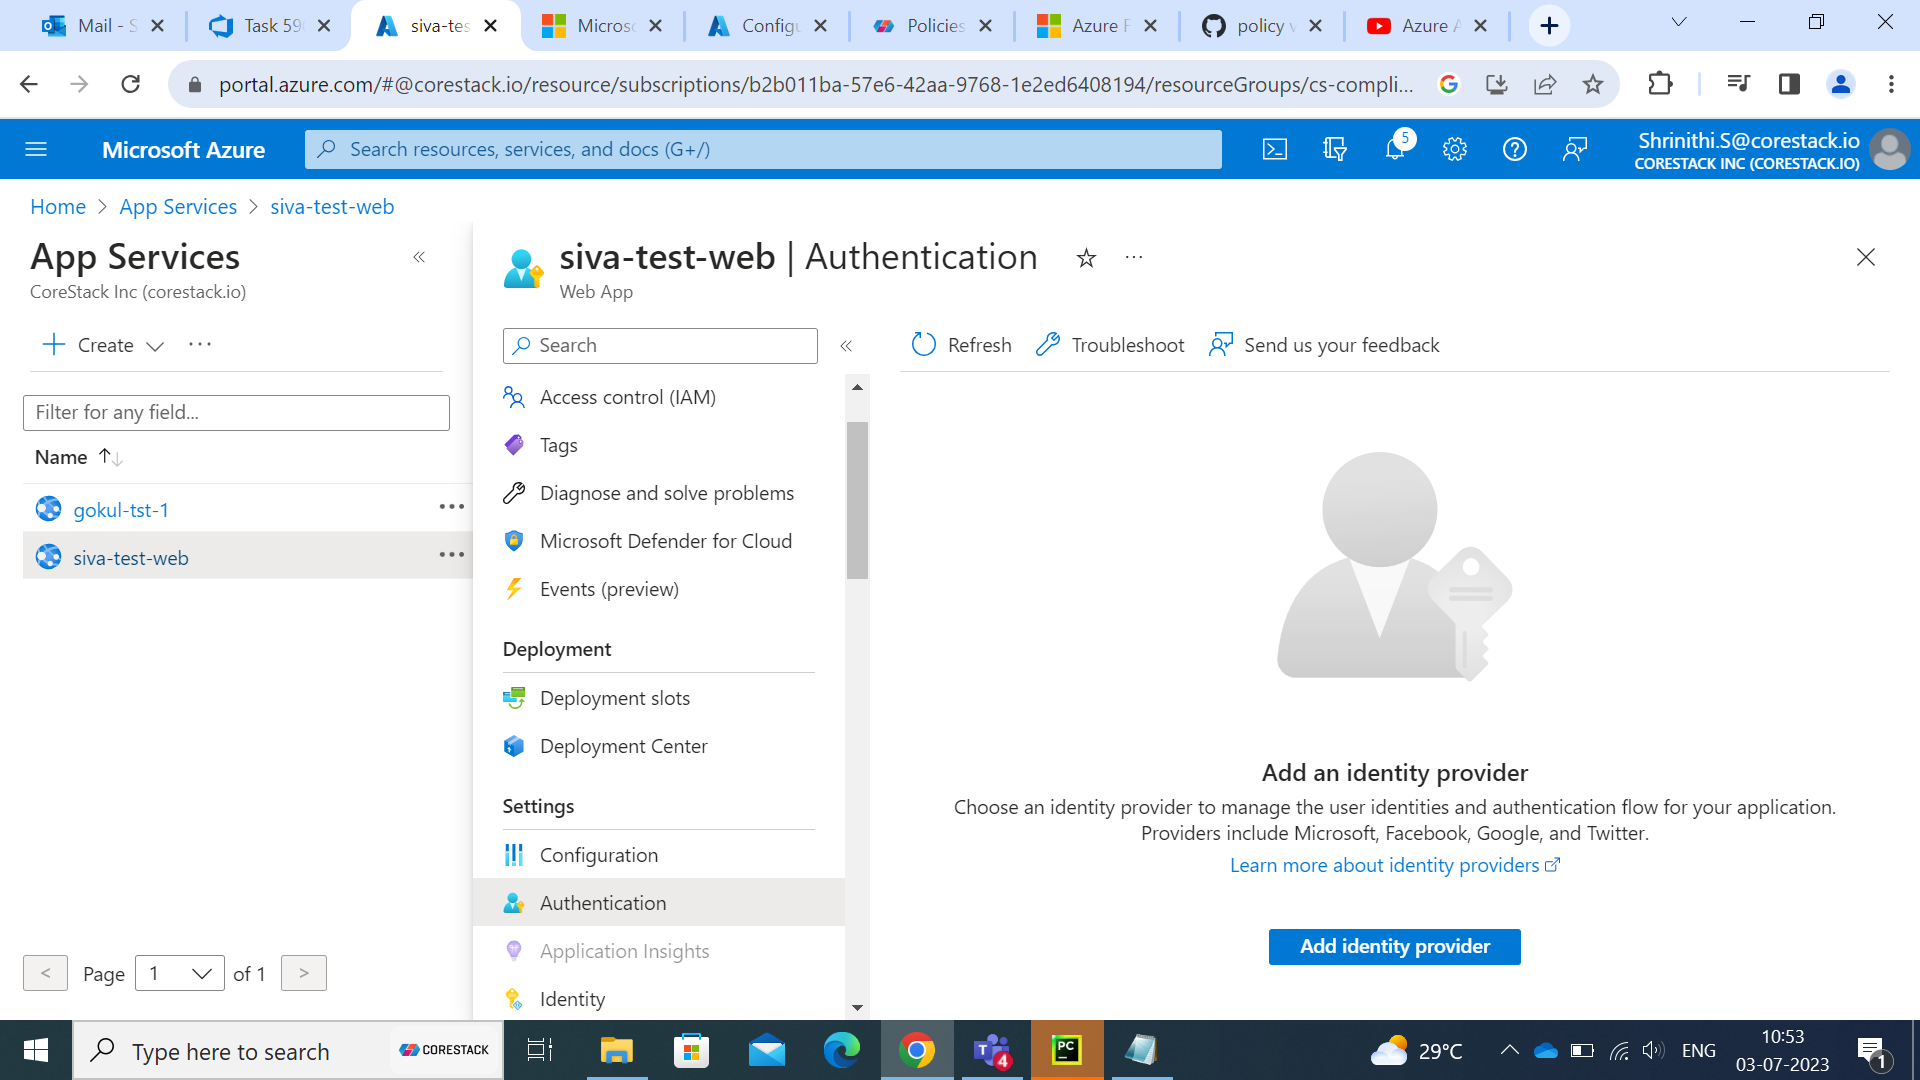 Mail - S
Task 59
siva-tes
Microso
Configu
Policies
Azure F
policy v
Azure A
portal.azure.com/#@corestack.io/resource/subscriptions/b2b011ba-57e6-42aa-9768-1e2ed6408194/resourceGroups/cs-compli...
Microsoft Azure
Search resources, services, and docs (G+/)
5
Shrinithi.S@corestack.io
CORESTACK INC (CORESTACK.IO)
Home > App Services > siva-test-web
App Services
CoreStack Inc (corestack.io)
Create
Filter for any field...
Name
gokul-tst-1
siva-test-web
< Page 1 of 1 >
siva-test-web | Authentication
Web App
Search
Access control (IAM)
Tags
Diagnose and solve problems
Microsoft Defender for Cloud
Events (preview)
Deployment
Deployment slots
Deployment Center
Settings
Configuration
Authentication
Application Insights
Identity
Refresh
Troubleshoot
Send us your feedback
Add an identity provider
Choose an identity provider to manage the user identities and authentication flow for your application.
Providers include Microsoft, Facebook, Google, and Twitter.
Learn more about identity providers
Add identity provider
Type here to search
CORESTACK
4
PC
29°C
ENG
10:53
03-07-2023
1